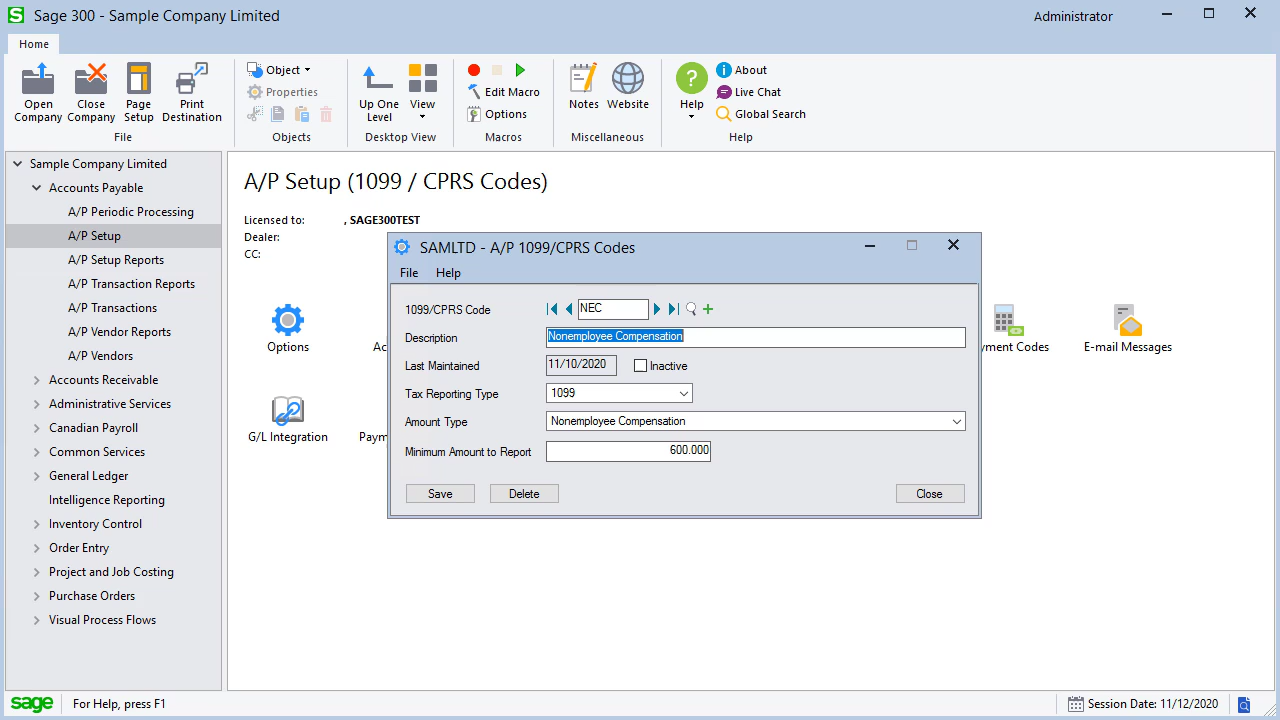 Sage 300 - Sample Company Limited
Administrator
Home
Open Company
Close Company
Page Setup
Print Destination
File
Object
Properties
Objects
Up One Level
View
Desktop View
Edit Macro
Options
Macros
Notes
Website
Miscellaneous
Help
About
Live Chat
Global Search
Help
Sample Company Limited
Accounts Payable
A/P Periodic Processing
A/P Setup
A/P Setup Reports
A/P Transaction Reports
A/P Transactions
A/P Vendor Reports
A/P Vendors
Accounts Receivable
Administrative Services
Canadian Payroll
Common Services
General Ledger
Intelligence Reporting
Inventory Control
Order Entry
Project and Job Costing
Purchase Orders
Visual Process Flows
A/P Setup (1099 / CPRS Codes)
Licensed to: , SAGE300TEST
Dealer:
CC:
Options
Ac
yment Codes
E-mail Messages
G/L Integration
Paym
SAMLTD - A/P 1099/CPRS Codes
File Help
1099/CPRS Code NEC
Description Nonemployee Compensation
Last Maintained 11/10/2020 Inactive
Tax Reporting Type 1099
Amount Type Nonemployee Compensation
Minimum Amount to Report 600.000
Save Delete Close
sage For Help, press F1
Session Date: 11/12/2020